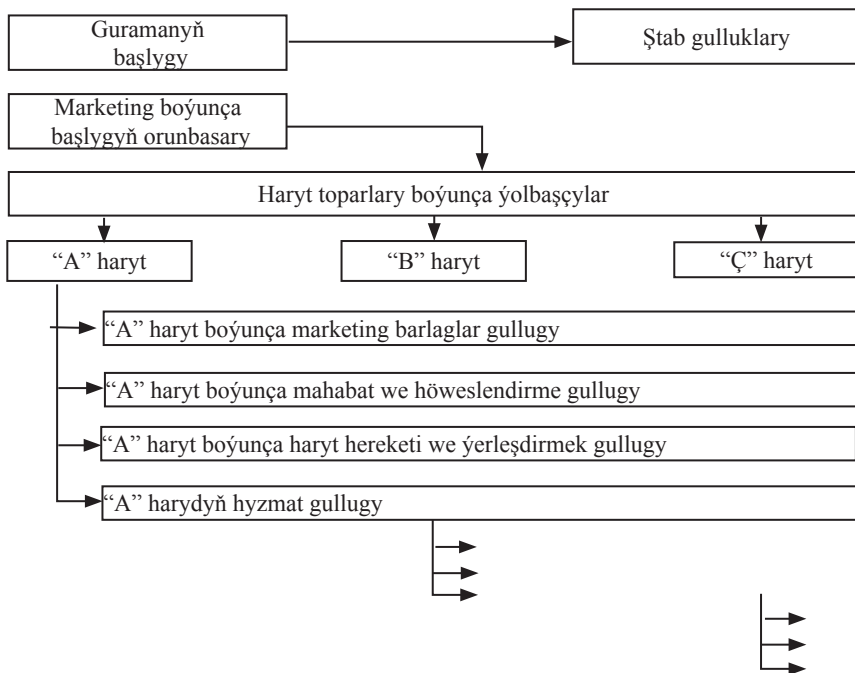 Guramanyň
başlygy
Ştab gulluklary
Marketing boýunça
başlygyň orunbasary
Haryt toparlary boýunça ýolbaşçylar
“A” haryt
“B” haryt
“Ç” haryt
“A” haryt boýunça marketing barlaglar gullugy
“A” haryt boýunça mahabat we höweslendirme gullugy
“A” haryt boýunça haryt hereketi we ýerleşdirmek gullugy
“A” harydyň hyzmat gullugy